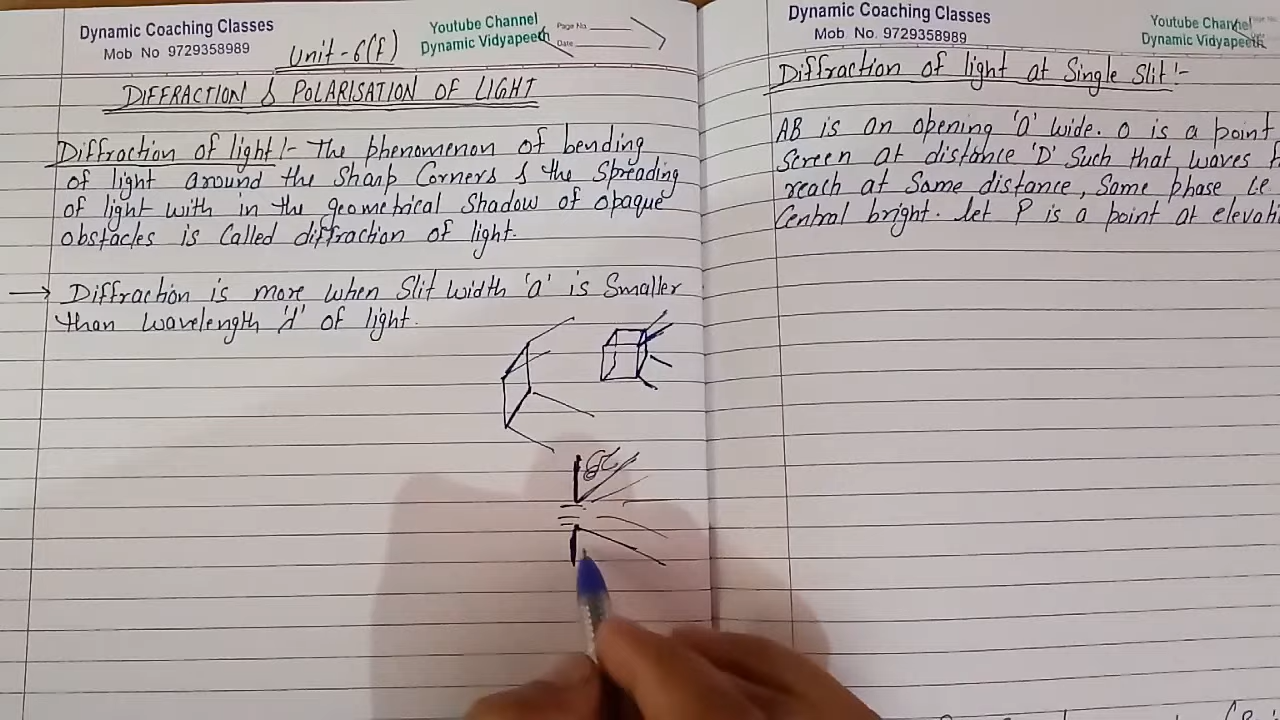 Dynamic Coaching Classes
Mob No. 9729358989
Youtube Channel
Dynamic Vidyapeeth
Page No.
Date
Unit-6(f)
DIFFRACTION & POLARISATION OF LIGHT
Diffraction of light :- The phenomenon of bending
of light around the sharp Corners & the Spreading
of light with in the geometrical Shadow of opaque
obstacles is Called diffraction of light.
→ Diffraction is more when Slit width 'a' is Smaller
than wavelength 'λ' of light.
Dynamic Coaching Classes
Mob No. 9729358989
Youtube Channel
Dynamic Vidyapeeth
Diffraction of light at Single Slit :-
AB is an opening 'a' wide. O is a point
Screen at distance 'D' Such that waves
reach at Same distance, Same phase i.e
Central bright. let P is a point at